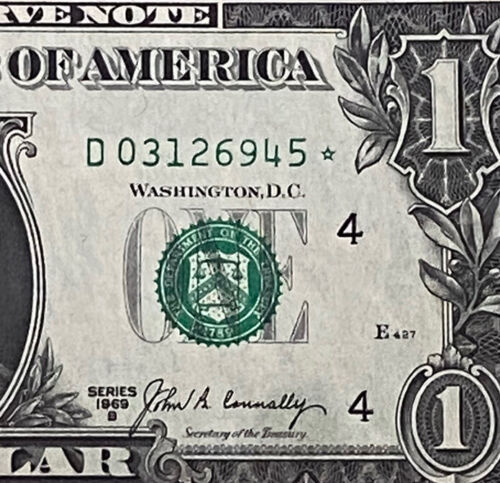 RVE NOTE
OF AMERICA
1
D 03126945 ★
WASHINGTON, D.C.
ONE
4
THE DEPARTMENT OF THE TREASURY
1789
E 427
SERIES
1969
B
John B. Connally
4
Secretary of the Treasury.
1
LAR